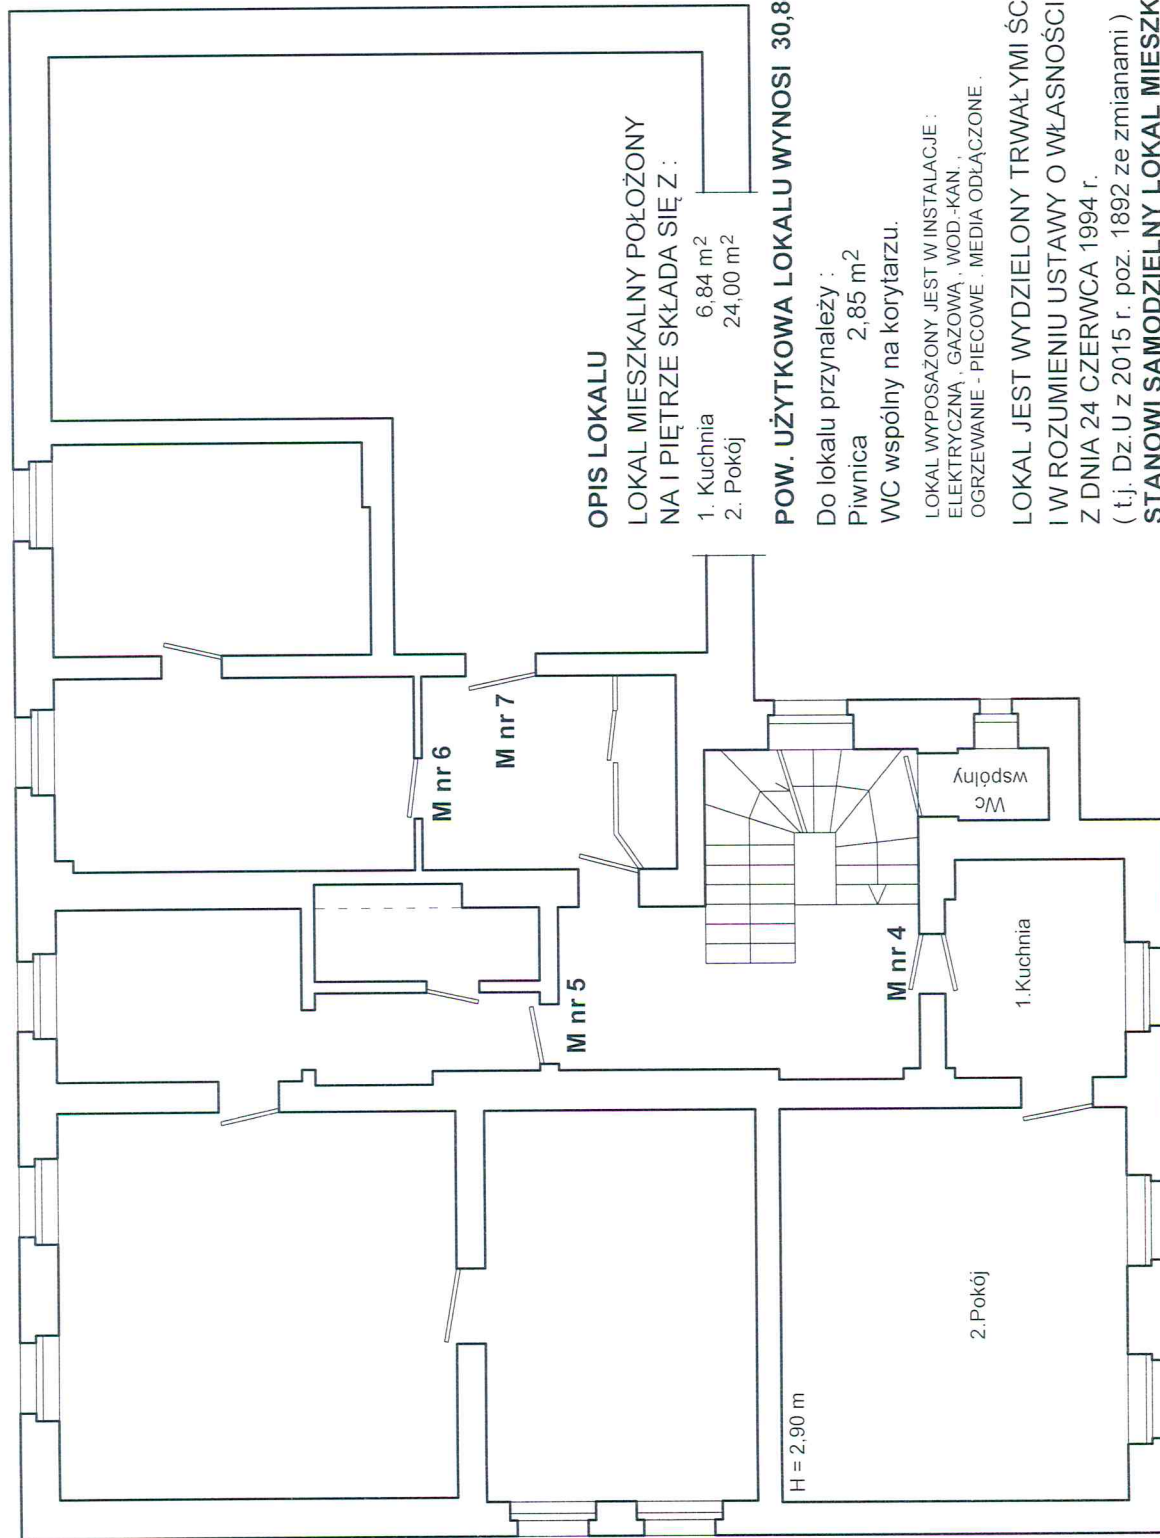 OPIS LOKALU
LOKAL MIESZKALNY POŁOŻONY
NA I PIĘTRZE SKŁADA SIĘ Z :
1. Kuchnia 6,84 m²
2. Pokój 24,00 m²
POW. UŻYTKOWA LOKALU WYNOSI 30,8
Do lokalu przynależy :
Piwnica 2,85 m²
WC wspólny na korytarzu.
LOKAL WYPOSAŻONY JEST W INSTALACJE :
ELEKTRYCZNĄ , GAZOWĄ , WOD.-KAN. ,
OGRZEWANIE - PIECOWE . MEDIA ODŁĄCZONE .
LOKAL JEST WYDZIELONY TRWAŁYMI ŚC
I W ROZUMIENIU USTAWY O WŁASNOŚCI
Z DNIA 24 CZERWCA 1994 r.
( t.j. Dz.U z 2015 r. poz. 1892 ze zmianami )
STANOWI SAMODZIELNY LOKAL MIESZK
M nr 6
M nr 7
M nr 5
M nr 4
Wc
wspólny
1.Kuchnia
2.Pokój
H = 2,90 m